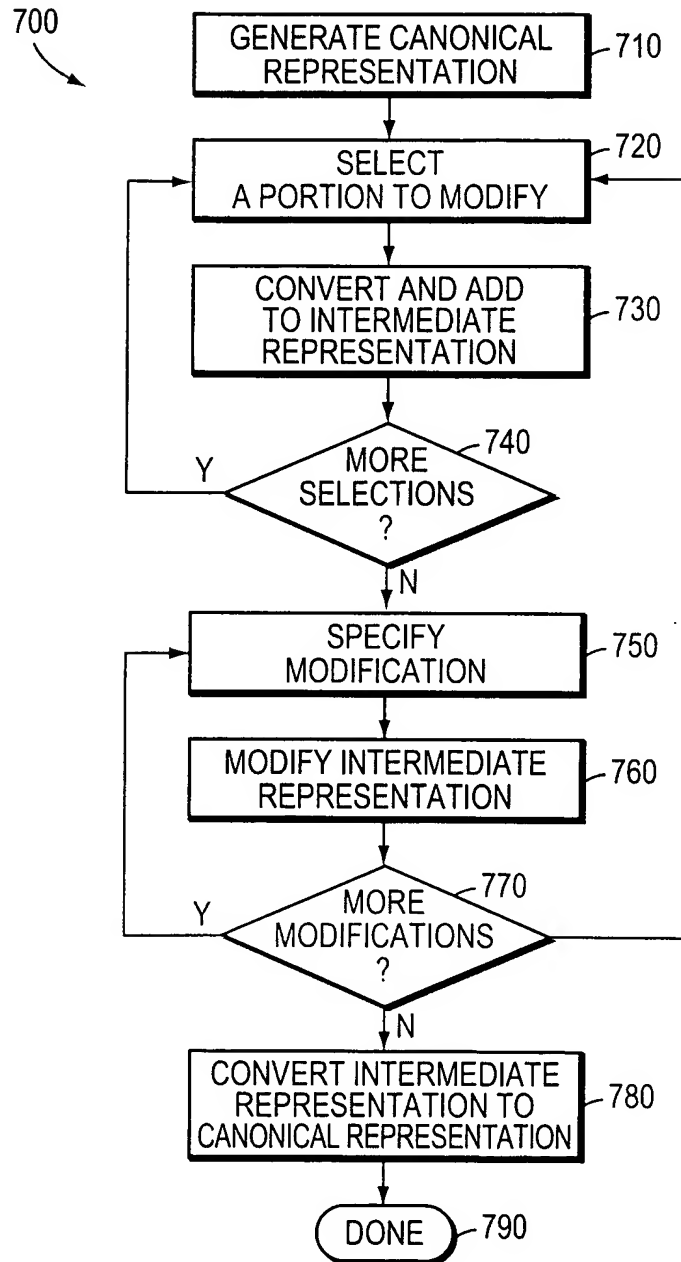 700
GENERATE CANONICAL
REPRESENTATION
710
SELECT
A PORTION TO MODIFY
720
CONVERT AND ADD
TO INTERMEDIATE
REPRESENTATION
730
MORE
SELECTIONS
?
740
Y
N
SPECIFY
MODIFICATION
750
MODIFY INTERMEDIATE
REPRESENTATION
760
MORE
MODIFICATIONS
?
770
Y
N
CONVERT INTERMEDIATE
REPRESENTATION TO
CANONICAL REPRESENTATION
780
DONE
790